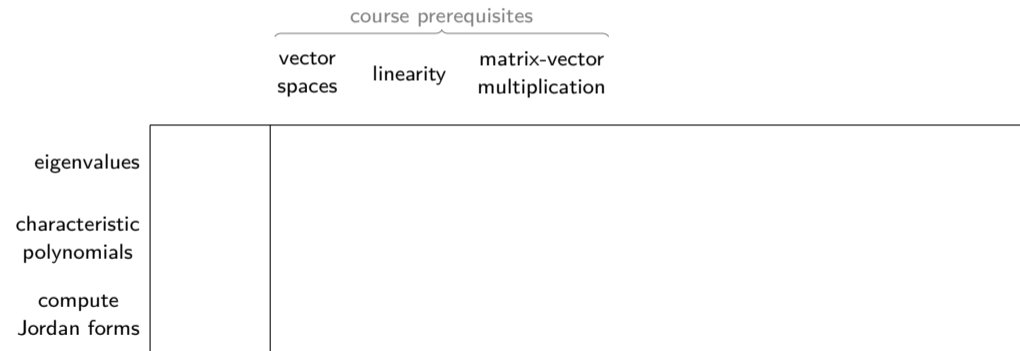 course prerequisites
vector
spaces
linearity
matrix-vector
multiplication
eigenvalues
characteristic
polynomials
compute
Jordan forms